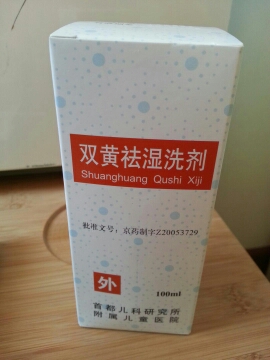 双黄祛湿洗剂
Shuanghuang Qushi Xiji
批准文号：京药制字Z20053729
外
100ml
首都儿科研究所
附属儿童医院